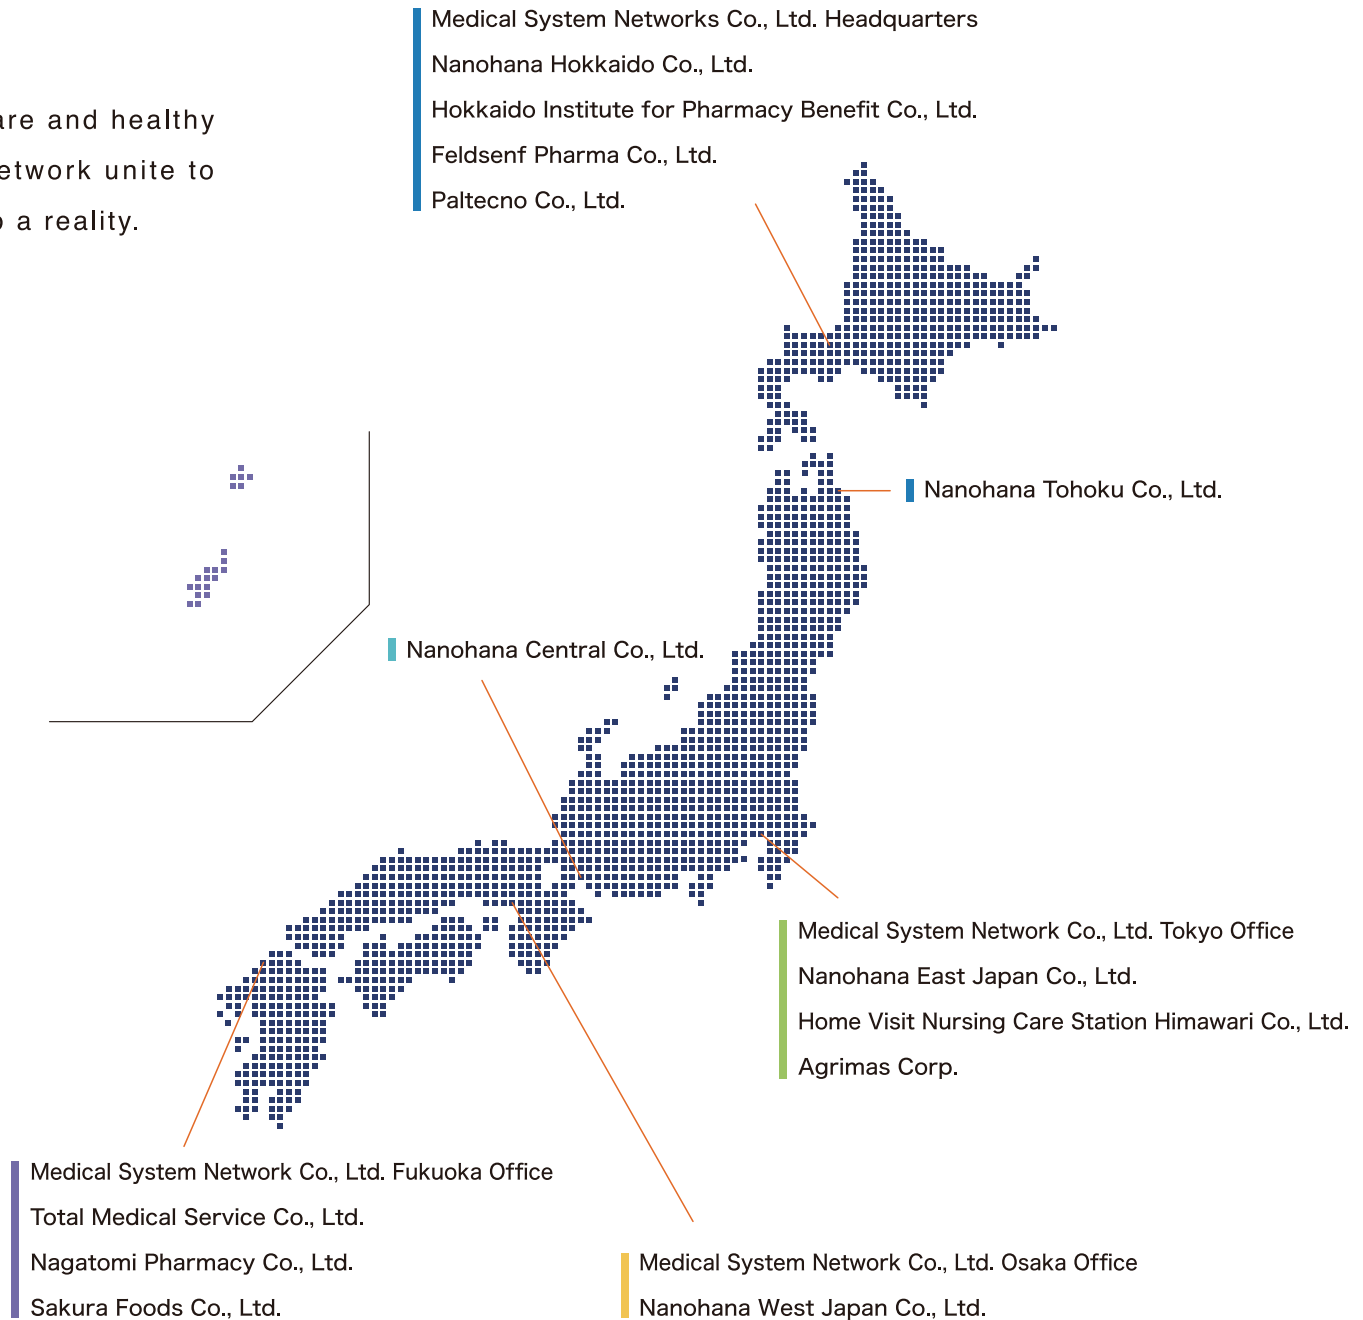 Medical System Networks Co., Ltd. Headquarters
Nanohana Hokkaido Co., Ltd.
Hokkaido Institute for Pharmacy Benefit Co., Ltd.
Feldsenf Pharma Co., Ltd.
Paltecno Co., Ltd.
and healthy
unite to
a reality.
Nanohana Tohoku Co., Ltd.
Nanohana Central Co., Ltd.
Medical System Network Co., Ltd. Tokyo Office
Nanohana East Japan Co., Ltd.
Home Visit Nursing Care Station Himawari Co., Ltd.
Agrimas Corp.
Medical System Network Co., Ltd. Fukuoka Office
Total Medical Service Co., Ltd.
Nagatomi Pharmacy Co., Ltd.
Sakura Foods Co., Ltd.
Medical System Network Co., Ltd. Osaka Office
Nanohana West Japan Co., Ltd.